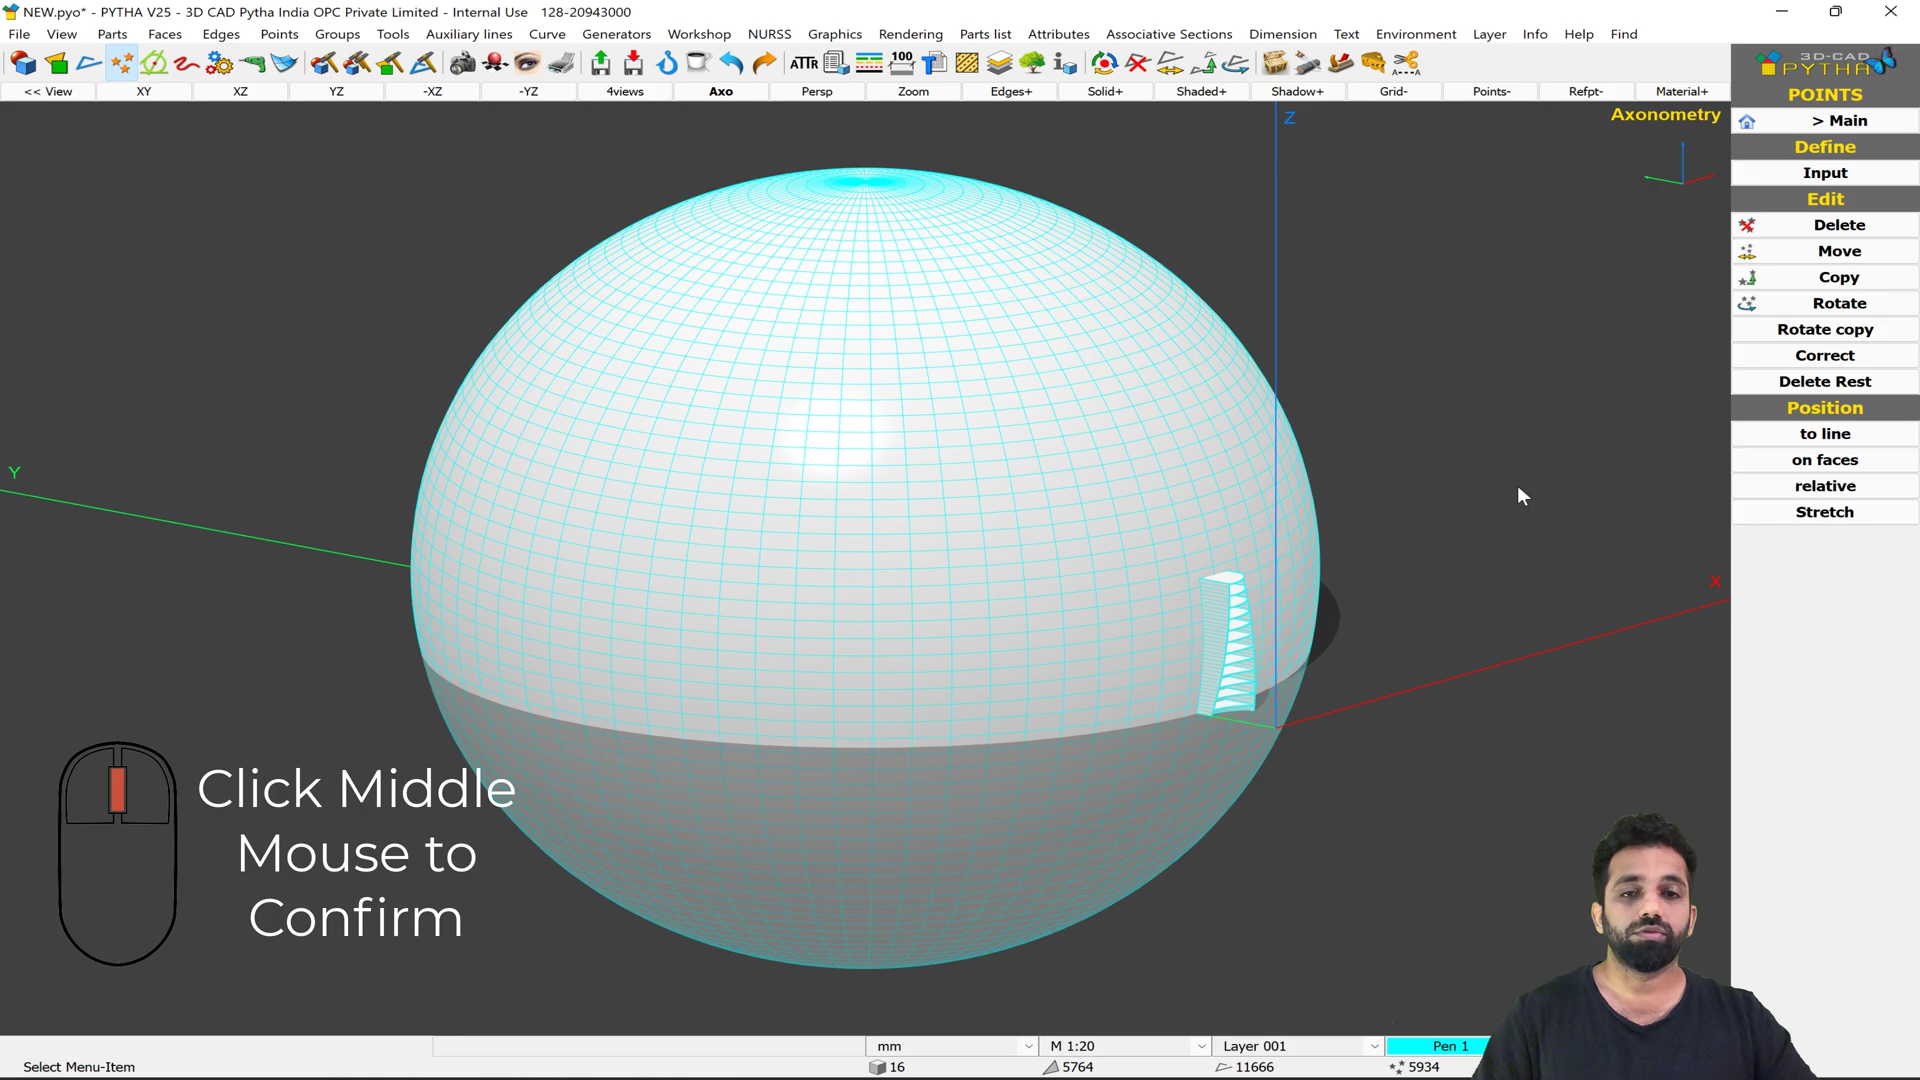 NEW.pyo* - PYTHA V25 - 3D CAD Pytha India OPC Private Limited - Internal Use 128-20943000
File View Parts Faces Edges Points Groups Tools Auxiliary lines Curve Generators Workshop NURSS Graphics Rendering Parts list Attributes Associative Sections Dimension Text Environment Layer Info Help Find
ATTR 100
<< View XY XZ YZ -XZ -YZ 4views Axo Persp Zoom Edges+ Solid+ Shaded+ Shadow+ Grid- Points- Refpt- Material+
3D-CAD
PYTHA
POINTS
> Main
Define
Input
Edit
Delete
Move
Copy
Rotate
Rotate copy
Correct
Delete Rest
Position
to line
on faces
relative
Stretch
Axonometry
Z
Y
X
Click Middle
Mouse to
Confirm
mm M 1:20 Layer 001 Pen 1
Select Menu-Item 16 5764 11666 5934